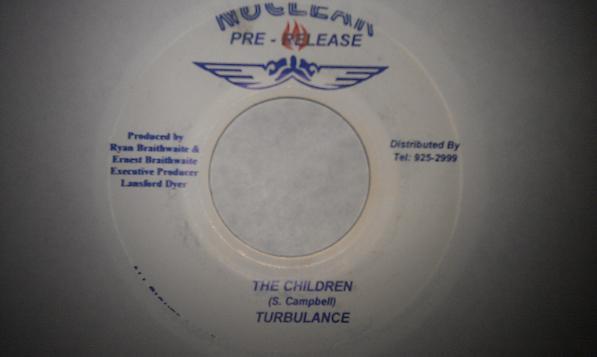 NUCLEAR
PRE - RELEASE
Produced by
Ryan Braithwaite &
Ernest Braithwaite
Executive Producer
Lansford Dyer
Distributed By
Tel: 925-2999
THE CHILDREN
(S. Campbell)
TURBULANCE